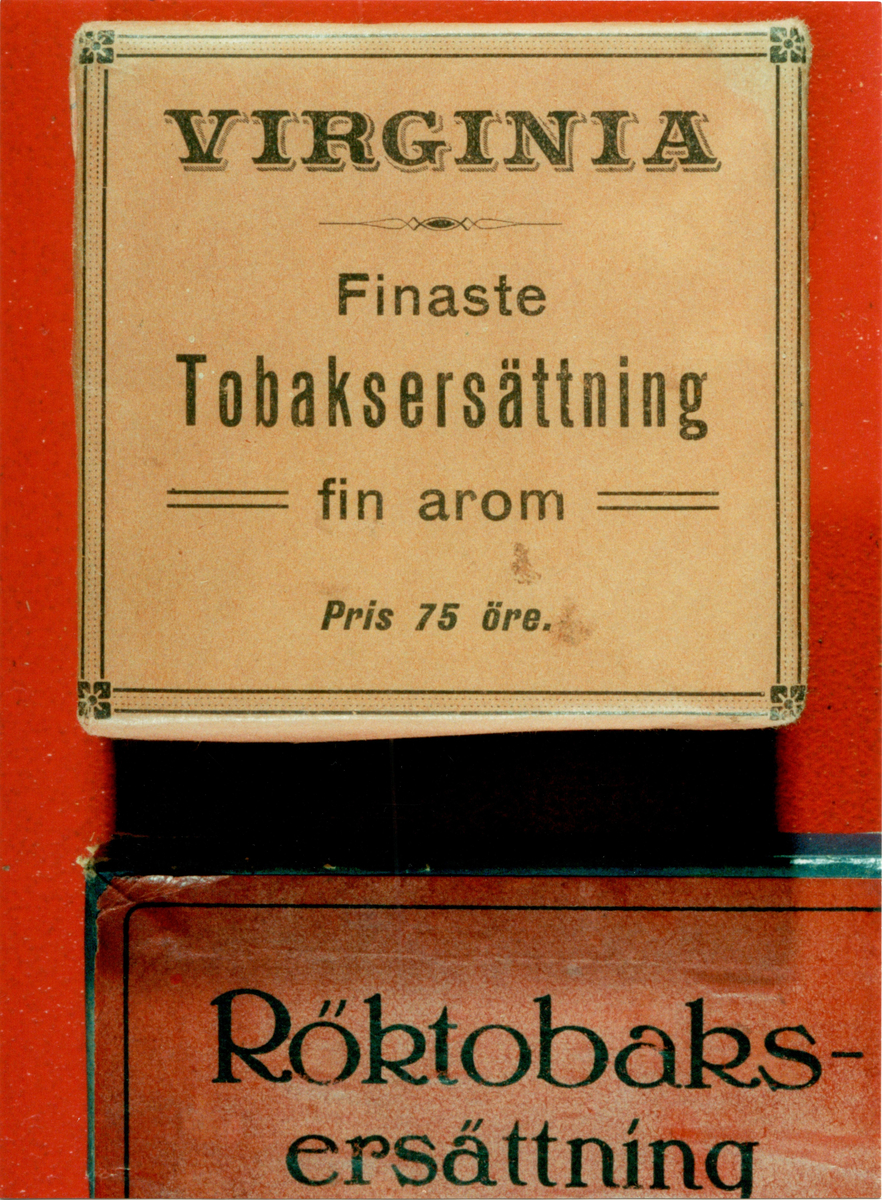 VIRGINIA
Finaste
Tobaksersättning
fin arom
Pris 75 öre.
Röktobaks-
ersättning